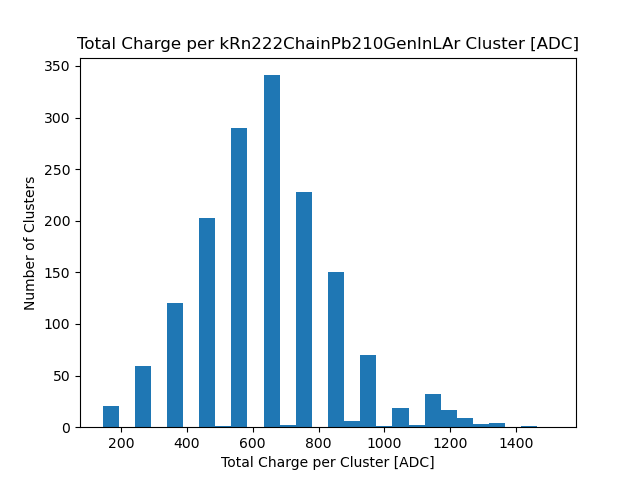 Total Charge per kRn222ChainPb210GenInLAr Cluster [ADC]
350
300
250
200
150
100
50
0
Number of Clusters
200 400 600 800 1000 1200 1400
Total Charge per Cluster [ADC]